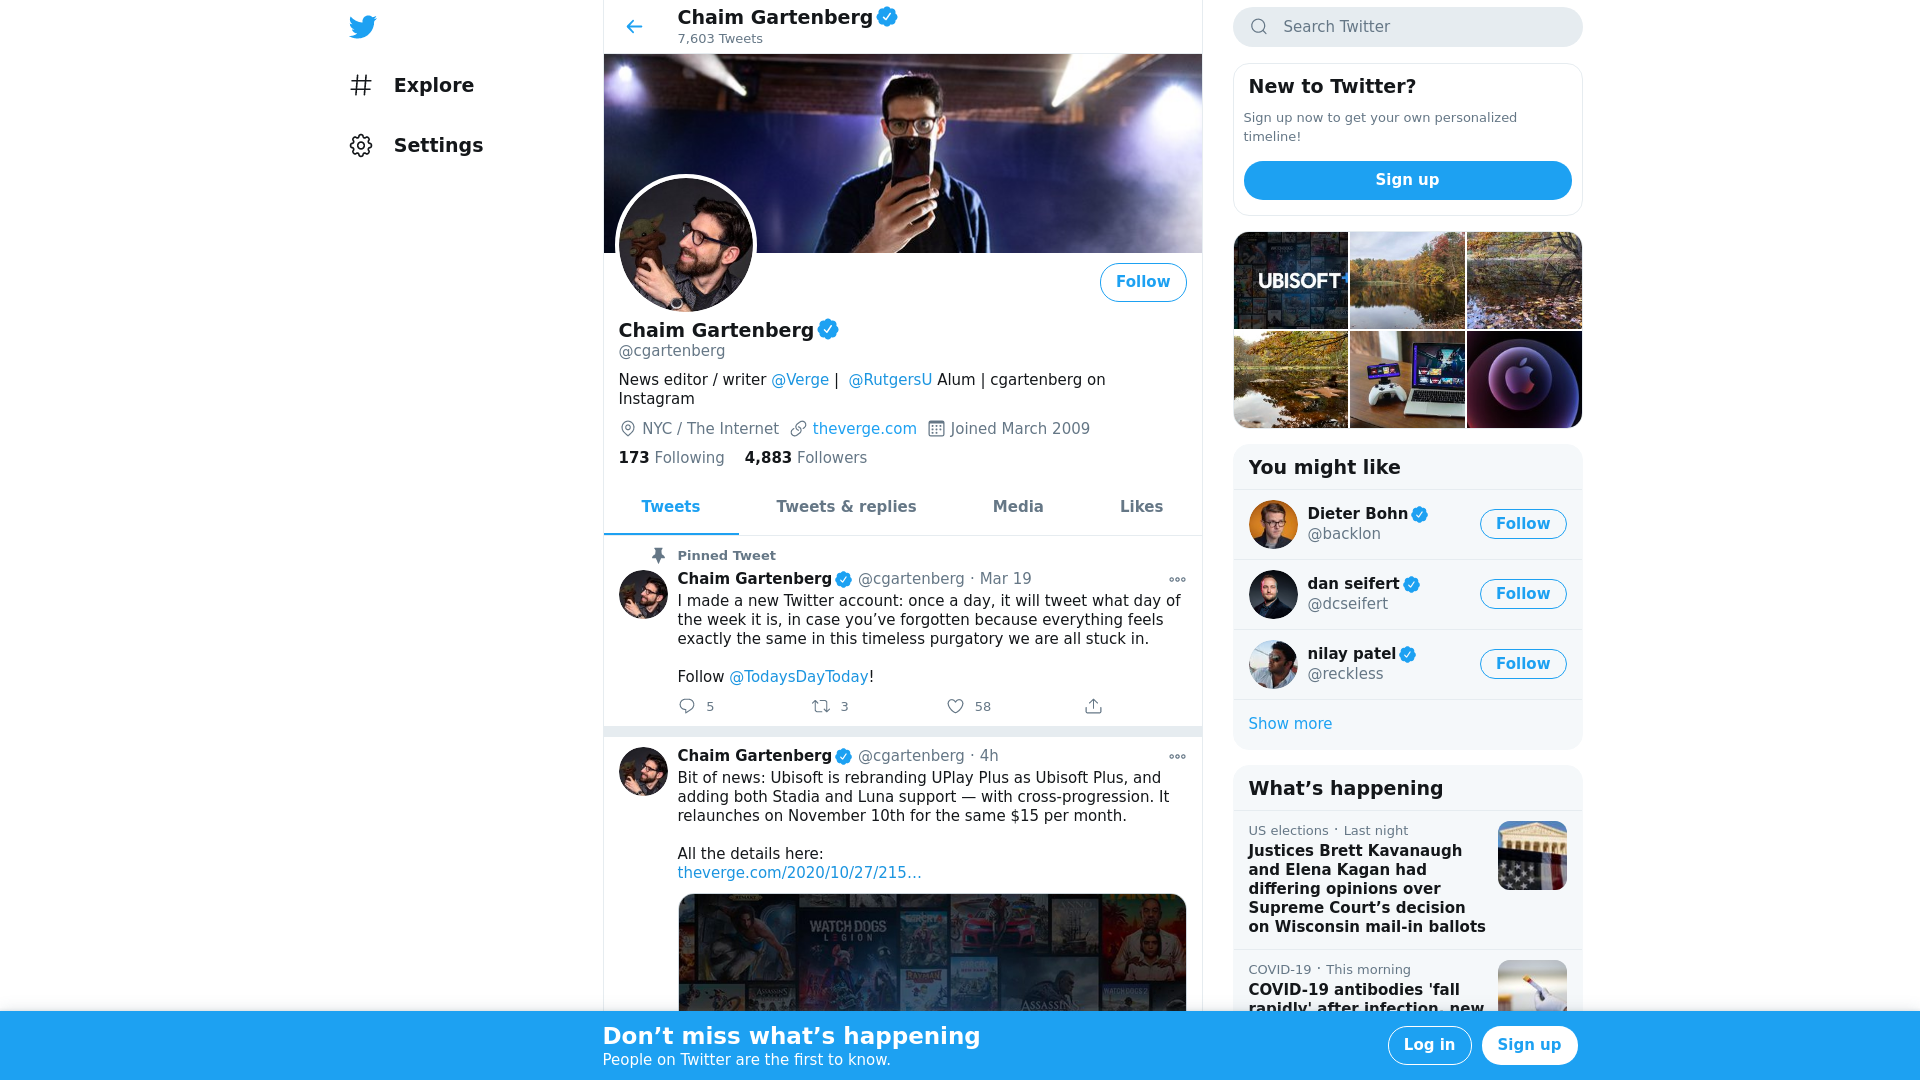 Explore
Settings
Chaim Gartenberg
7,603 Tweets
Follow
Chaim Gartenberg
@cgartenberg
News editor / writer @Verge | @RutgersU Alum | cgartenberg on
Instagram
NYC / The Internet theverge.com Joined March 2009
173 Following 4,883 Followers
Tweets Tweets & replies Media Likes
Pinned Tweet
Chaim Gartenberg @cgartenberg · Mar 19
I made a new Twitter account: once a day, it will tweet what day of
the week it is, in case you’ve forgotten because everything feels
exactly the same in this timeless purgatory we are all stuck in.
Follow @TodaysDayToday!
5 3 58
Chaim Gartenberg @cgartenberg · 4h
Bit of news: Ubisoft is rebranding UPlay Plus as Ubisoft Plus, and
adding both Stadia and Luna support — with cross-progression. It
relaunches on November 10th for the same $15 per month.
All the details here:
theverge.com/2020/10/27/215…
WATCH DOGS
LEGION
Search Twitter
New to Twitter?
Sign up now to get your own personalized
timeline!
Sign up
UBISOFT+
You might like
Dieter Bohn
@backlon
Follow
dan seifert
@dcseifert
Follow
nilay patel
@reckless
Follow
Show more
What’s happening
US elections · Last night
Justices Brett Kavanaugh
and Elena Kagan had
differing opinions over
Supreme Court’s decision
on Wisconsin mail-in ballots
COVID-19 · This morning
COVID-19 antibodies 'fall
rapidly' after infection, new
Don’t miss what’s happening
People on Twitter are the first to know.
Log in
Sign up